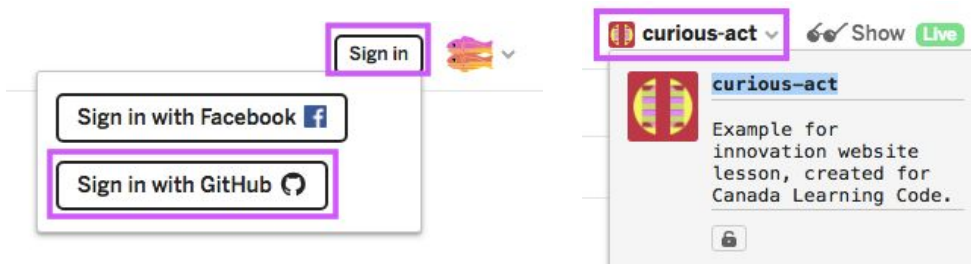 Sign in
Sign in with Facebook
Sign in with GitHub
curious-act
Show Live
curious-act
Example for
innovation website
lesson, created for
Canada Learning Code.